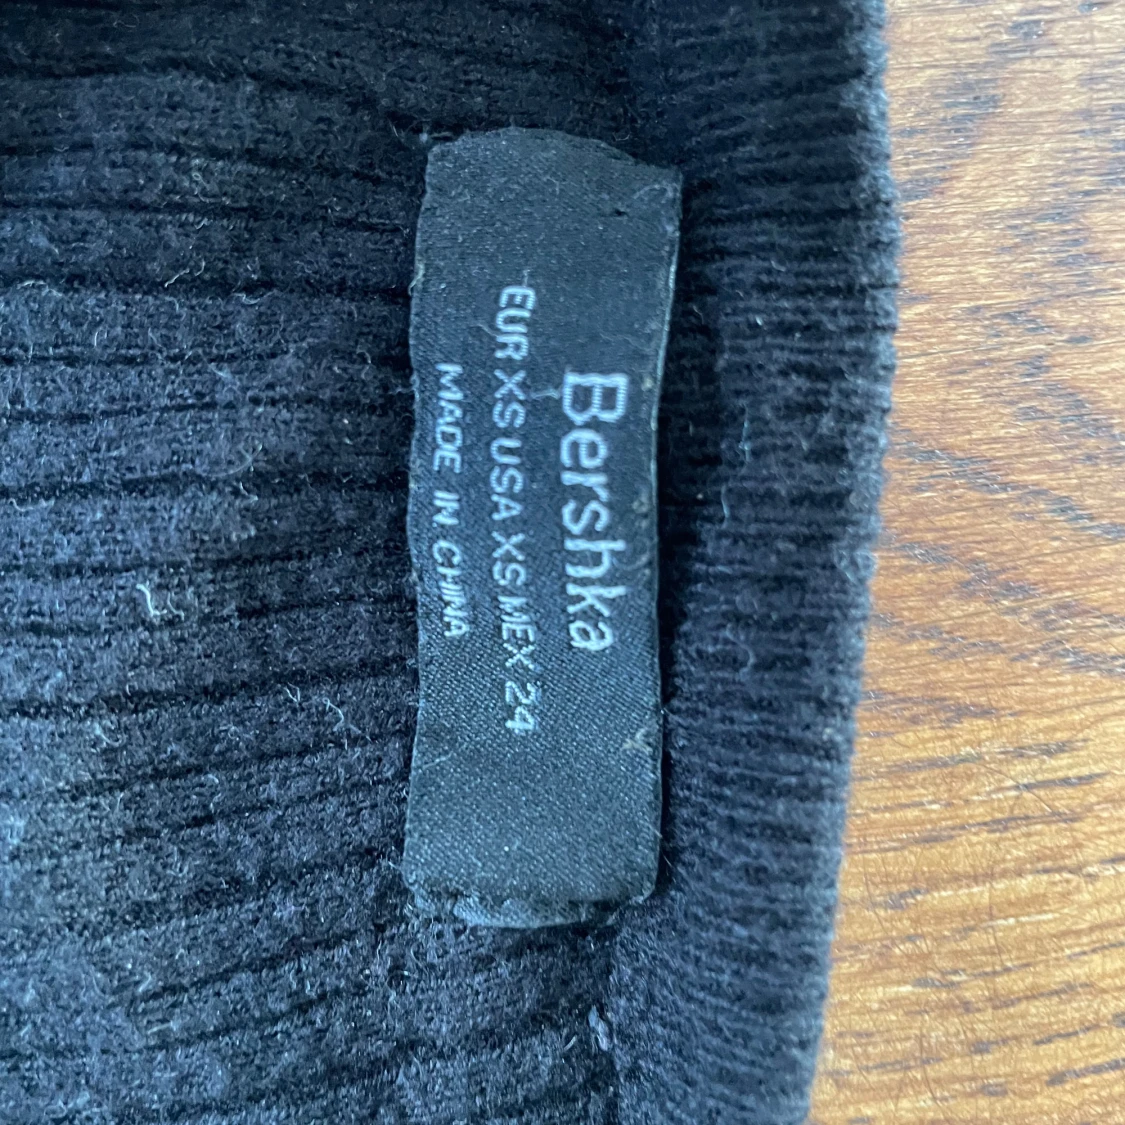 Bershka
EUR XS USA XS MEX 24
MADE IN CHINA